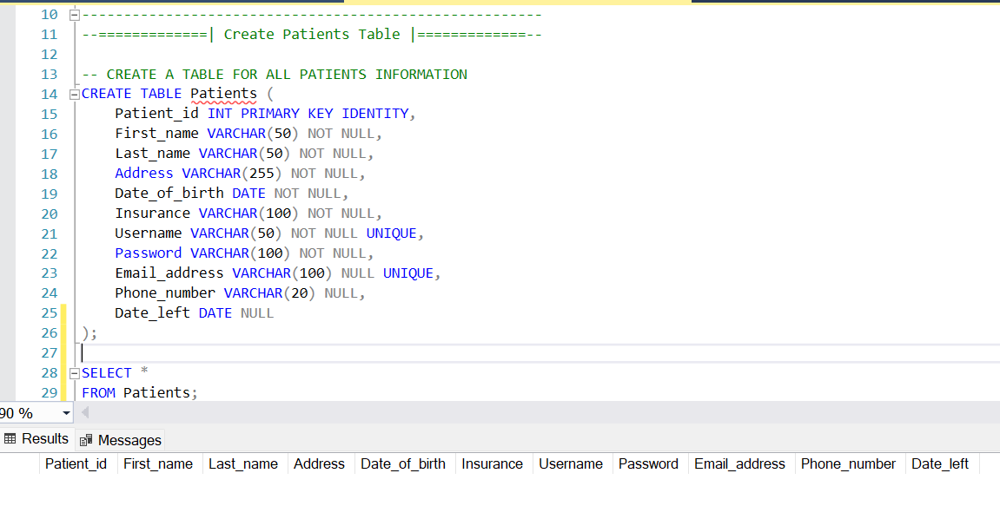 10 -------------------------------------------------------
11 --=============| Create Patients Table |=============--
12
13 -- CREATE A TABLE FOR ALL PATIENTS INFORMATION
14 CREATE TABLE Patients (
15 Patient_id INT PRIMARY KEY IDENTITY,
16 First_name VARCHAR(50) NOT NULL,
17 Last_name VARCHAR(50) NOT NULL,
18 Address VARCHAR(255) NOT NULL,
19 Date_of_birth DATE NOT NULL,
20 Insurance VARCHAR(100) NOT NULL,
21 Username VARCHAR(50) NOT NULL UNIQUE,
22 Password VARCHAR(100) NOT NULL,
23 Email_address VARCHAR(100) NULL UNIQUE,
24 Phone_number VARCHAR(20) NULL,
25 Date_left DATE NULL
26 );
27
28 SELECT *
29 FROM Patients;
90 %
Results Messages
Patient_id First_name Last_name Address Date_of_birth Insurance Username Password Email_address Phone_number Date_left